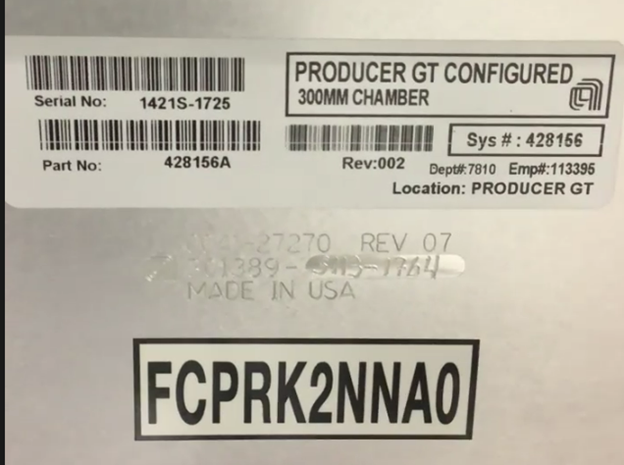 PRODUCER GT CONFIGURED
300MM CHAMBER
Serial No: 1421S-1725
Sys # : 428156
Part No: 428156A
Rev:002 Dept#:7810 Emp#:113395
Location: PRODUCER GT
-27270 REV 07
MADE IN USA
FCPRK2NNA0